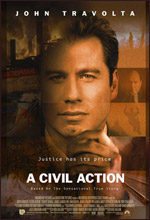 JOHN TRAVOLTA
Justice has its price
A CIVIL ACTION
Based on the Sensational True Story